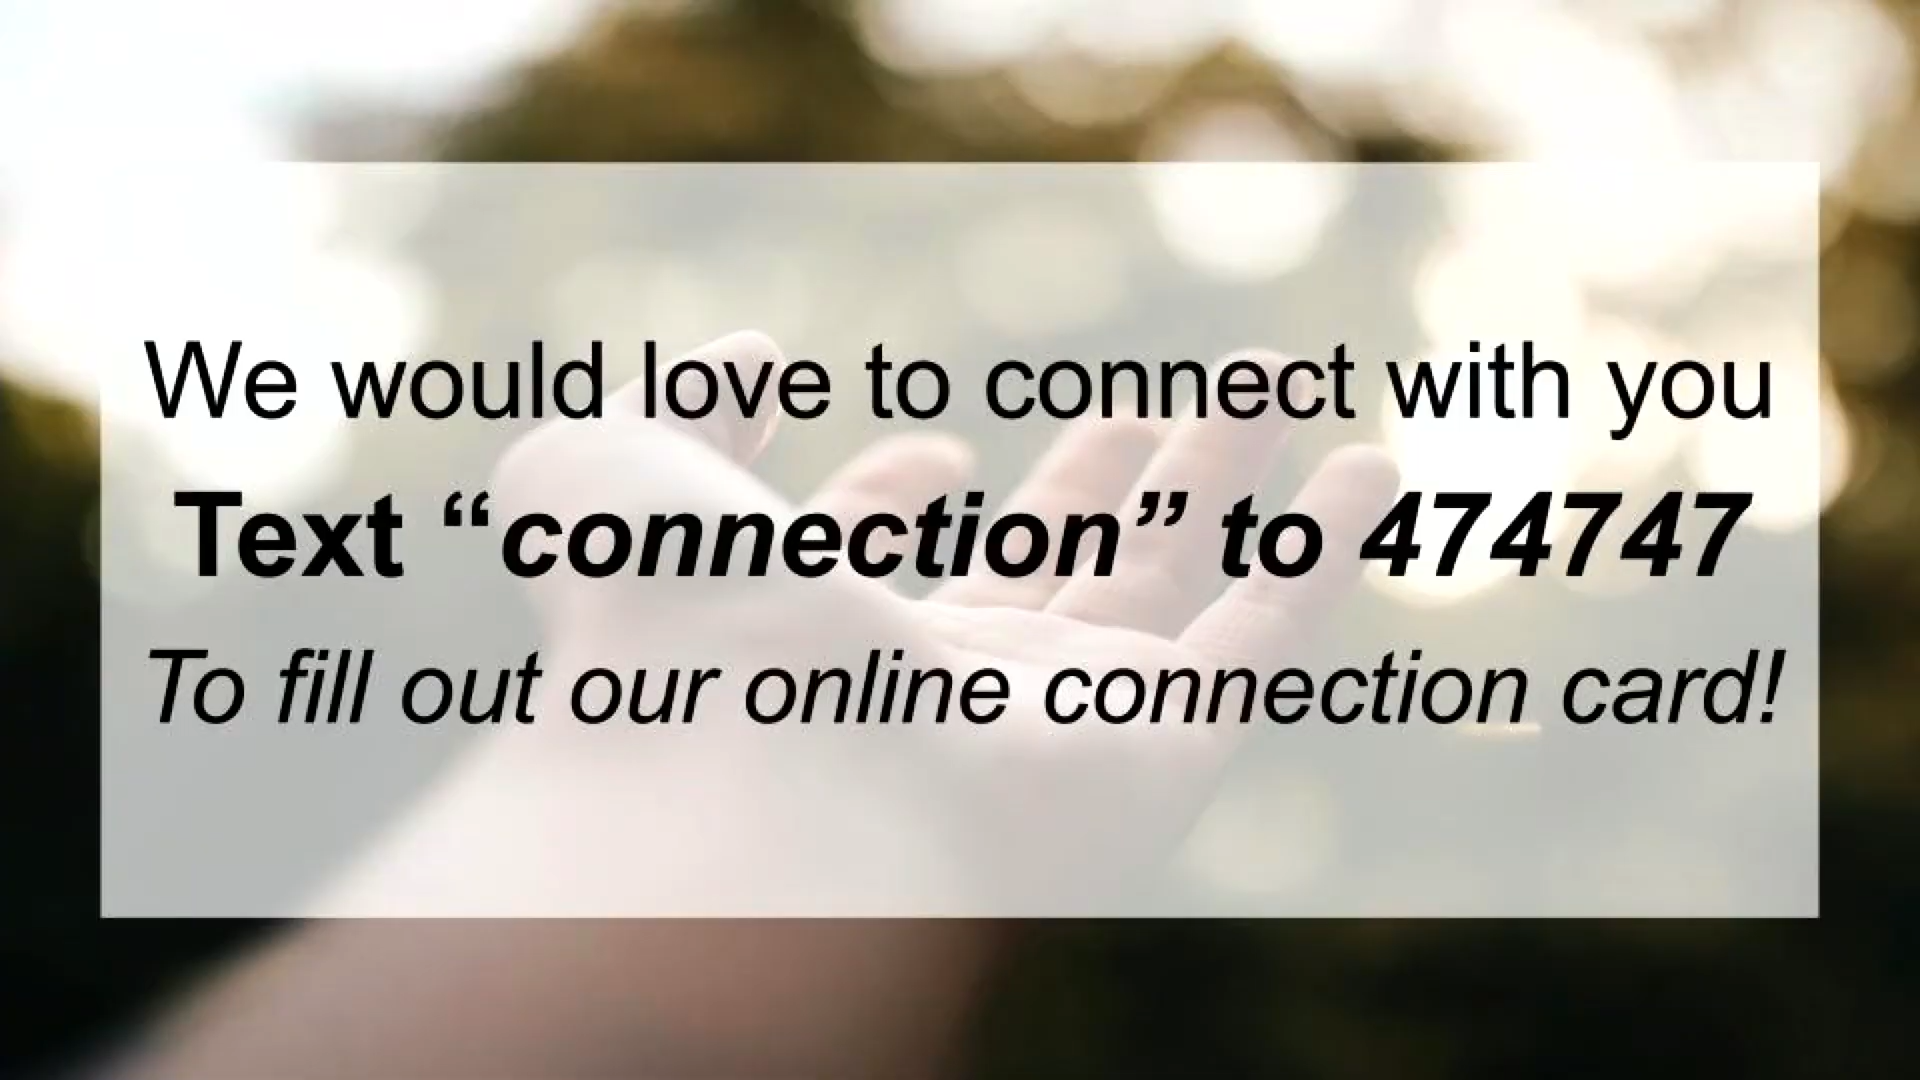 We would love to connect with you
Text “connection” to 474747
To fill out our online connection card!